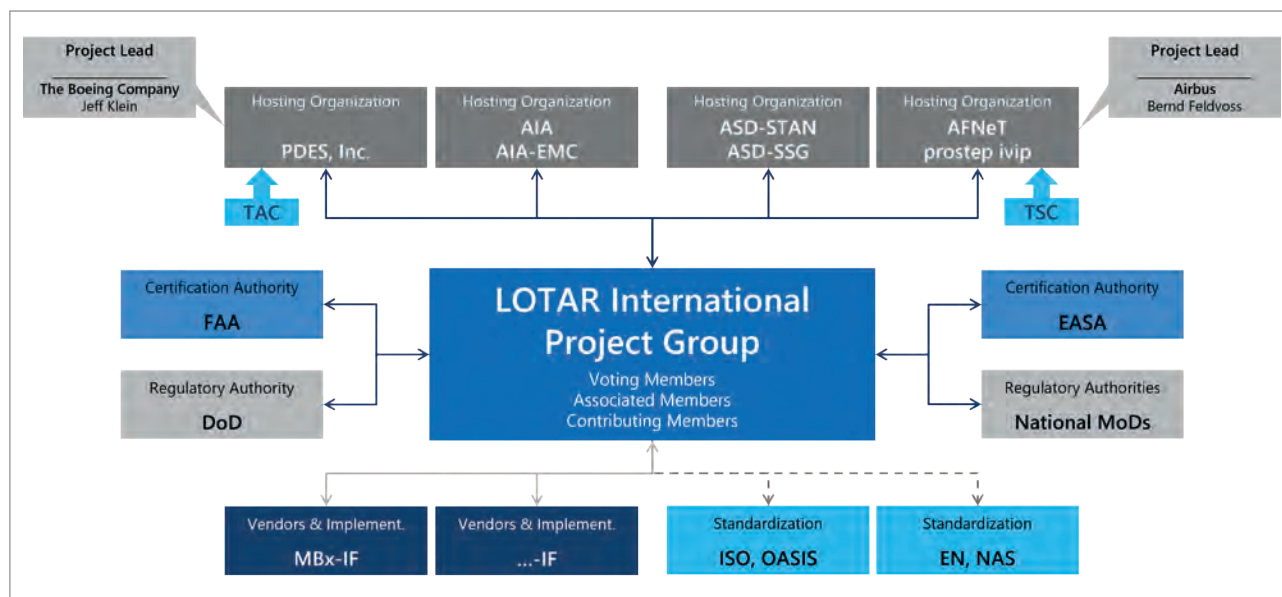 Project Lead
The Boeing Company
Jeff Klein
Project Lead
Airbus
Bernd Feldvoss
Hosting Organization
PDES, Inc.
Hosting Organization
AIA
AIA-EMC
Hosting Organization
ASD-STAN
ASD-SSG
Hosting Organization
AFNeT
prostep ivip
TAC
TSC
Certification Authority
FAA
Regulatory Authority
DoD
LOTAR International
Project Group
Voting Members
Associated Members
Contributing Members
Certification Authority
EASA
Regulatory Authorities
National MoDs
Vendors & Implement.
MBx-IF
Vendors & Implement.
...-IF
Standardization
ISO, OASIS
Standardization
EN, NAS